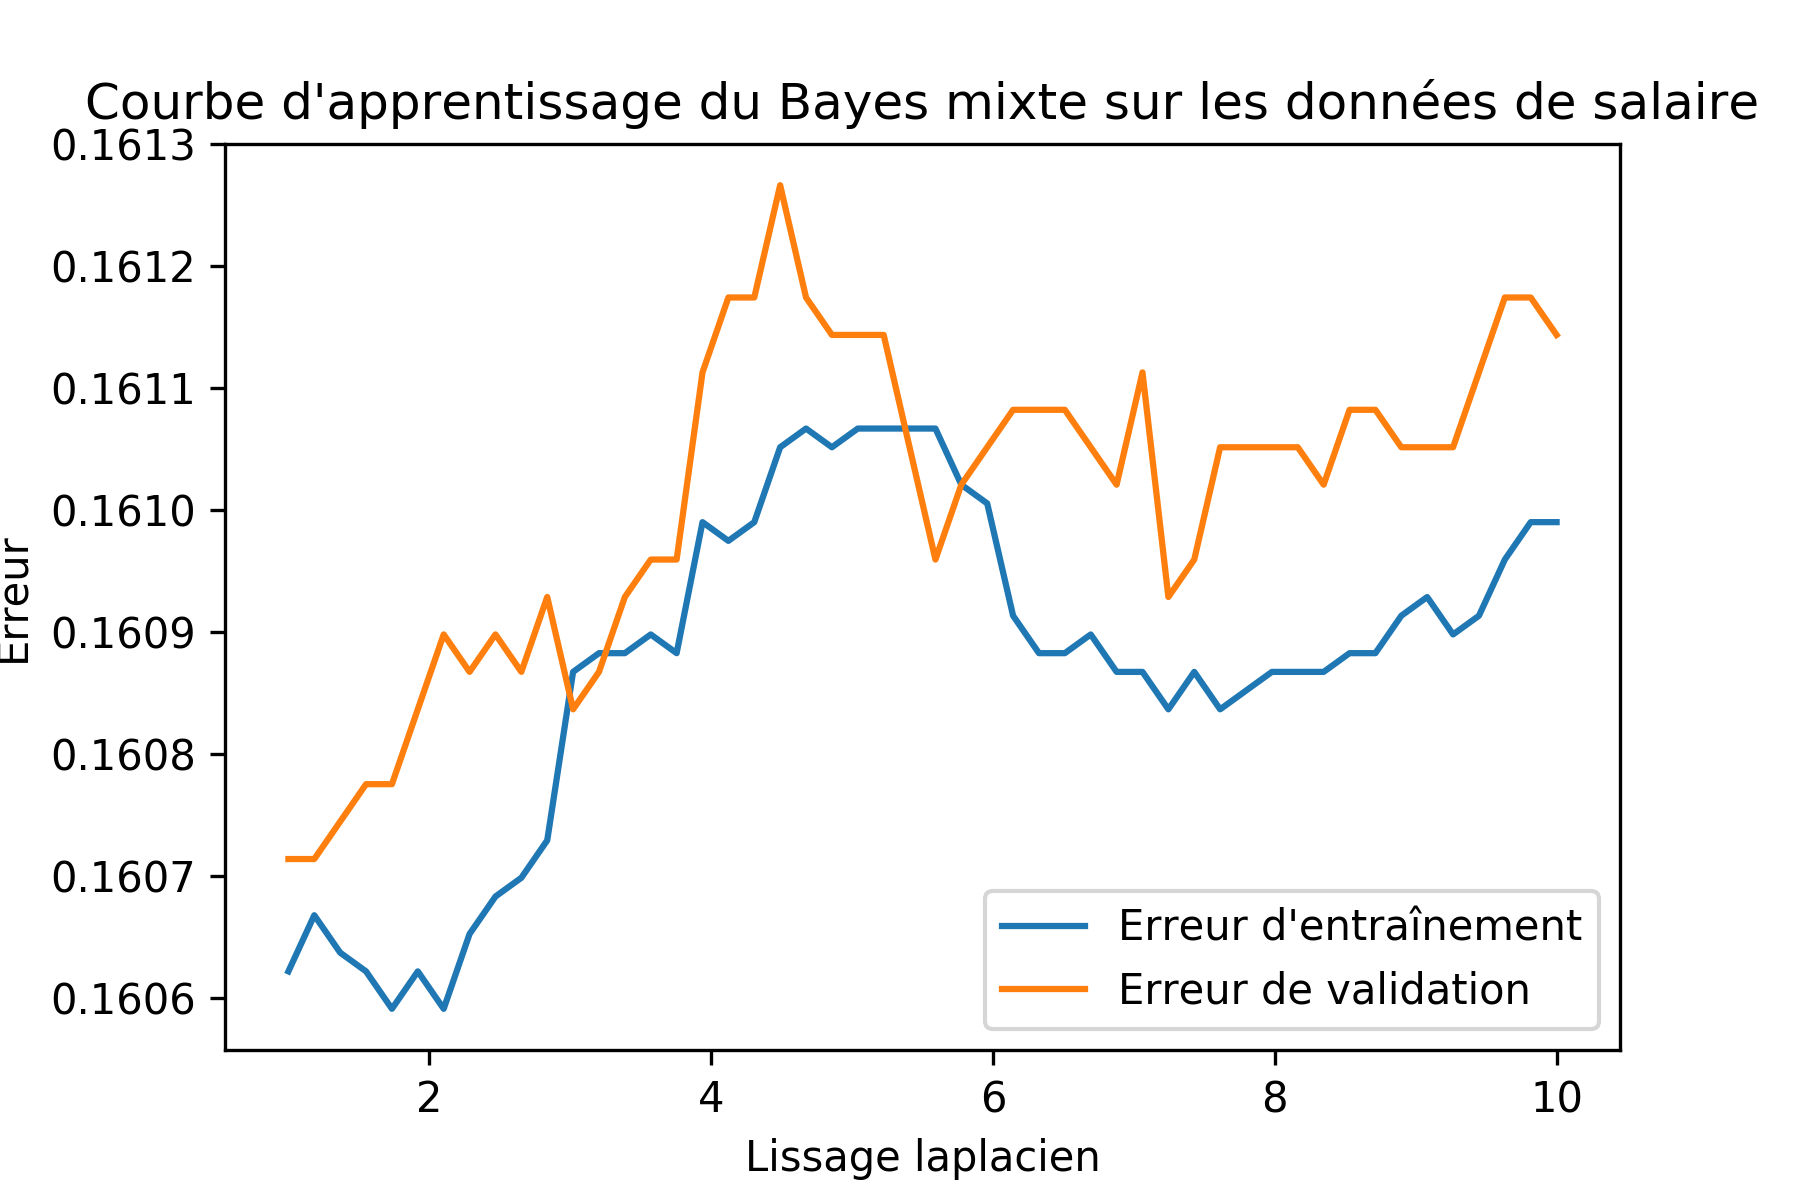 Courbe d'apprentissage du Bayes mixte sur les données de salaire
0.1613
0.1612
0.1611
0.1610
0.1609
0.1608
0.1607
0.1606
Erreur
2 4 6 8 10
Lissage laplacien
Erreur d'entraînement
Erreur de validation